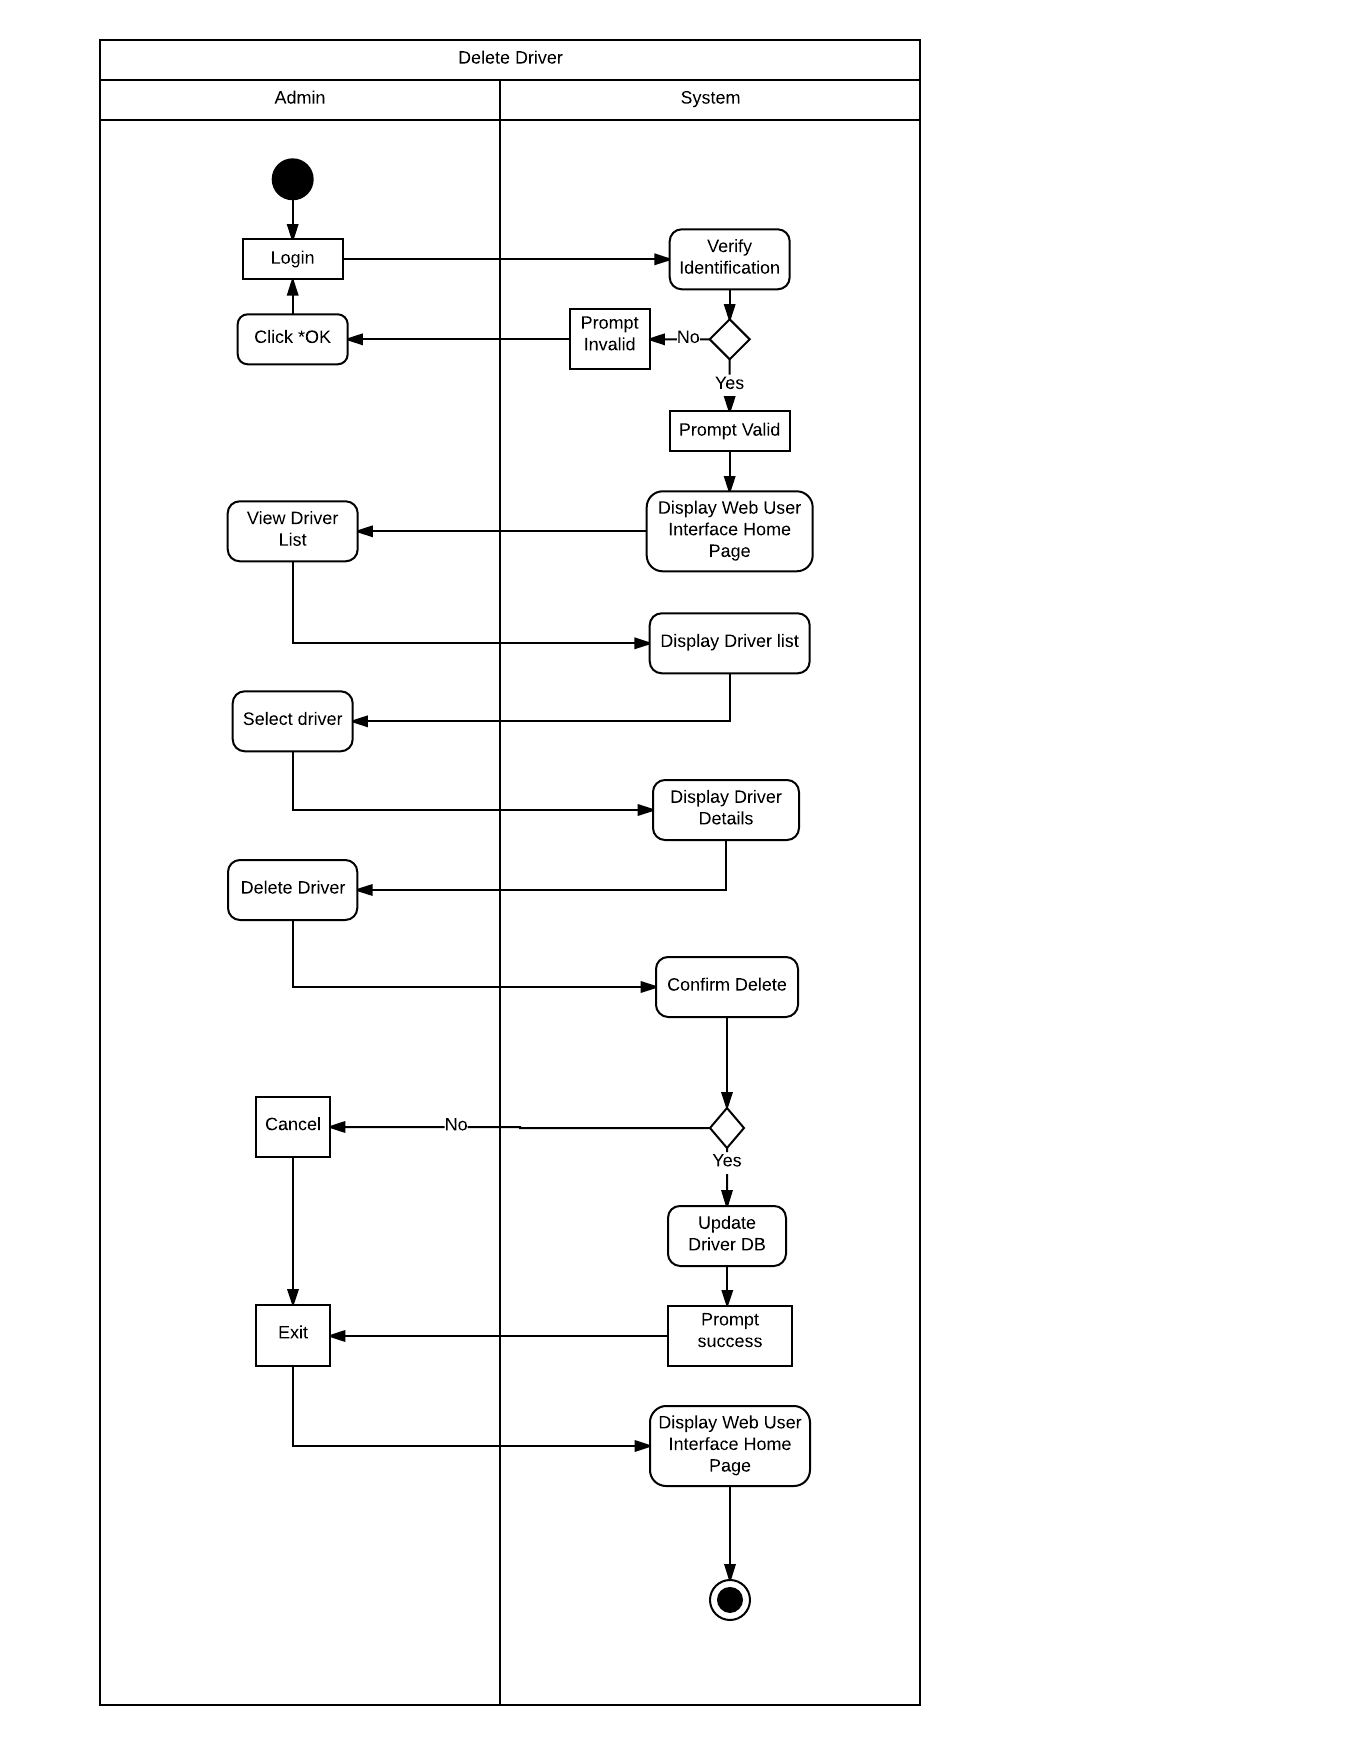 Delete Driver
Admin
System
Login
Verify
Identification
Click *OK
Prompt
Invalid
No
Yes
Prompt Valid
View Driver
List
Display Web User
Interface Home
Page
Display Driver list
Select driver
Display Driver
Details
Delete Driver
Confirm Delete
Cancel
No
Yes
Update
Driver DB
Exit
Prompt
success
Display Web User
Interface Home
Page